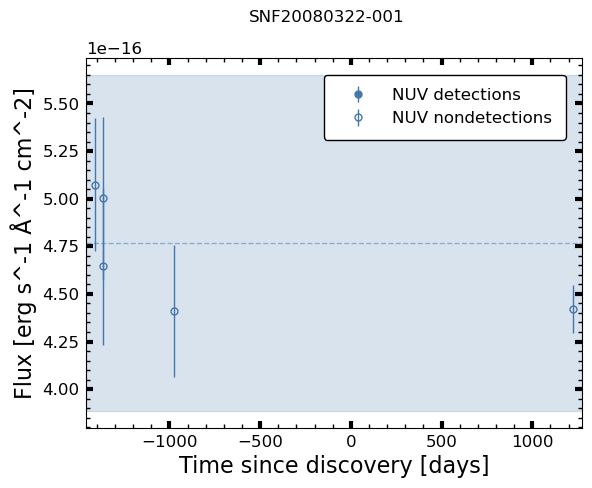 SNF20080322-001
1e−16
NUV detections
NUV nondetections
5.50
5.25
5.00
4.75
4.50
4.25
4.00
Flux [erg s^-1 Å^-1 cm^-2]
−1000
−500
0
500
1000
Time since discovery [days]